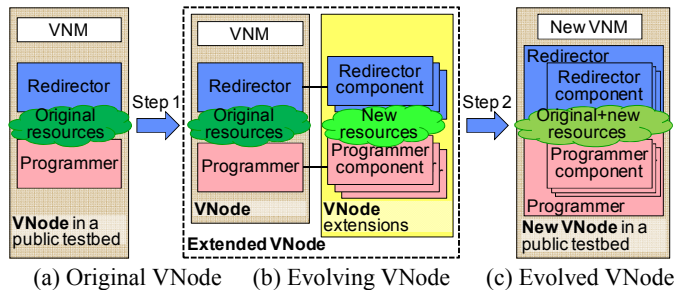 VNM
Redirector
Original
resources
Programmer
VNode in a
public testbed
Step 1
VNM
Redirector
Original
resources
Programmer
VNode
Redirector
component
New
resources
Programmer
component
VNode
extensions
Extended VNode
Step 2
New VNM
Redirector
Redirector
component
Original+new
resources
Programmer
component
Programmer
New VNode in a
public testbed
(a) Original VNode
(b) Evolving VNode
(c) Evolved VNode